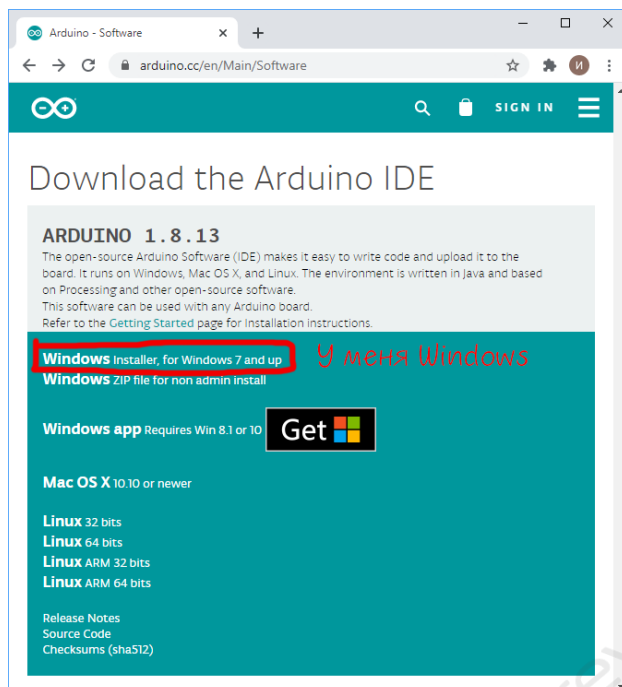 Arduino - Software
arduino.cc/en/Main/Software
И
SIGN IN
Download the Arduino IDE
ARDUINO 1.8.13
The open-source Arduino Software (IDE) makes it easy to write code and upload it to the
board. It runs on Windows, Mac OS X, and Linux. The environment is written in Java and based
on Processing and other open-source software.
This software can be used with any Arduino board.
Refer to the Getting Started page for Installation instructions.
Windows Installer, for Windows 7 and up У меня Windows
Windows ZIP file for non admin install
Windows app Requires Win 8.1 or 10 Get
Mac OS X 10.10 or newer
Linux 32 bits
Linux 64 bits
Linux ARM 32 bits
Linux ARM 64 bits
Release Notes
Source Code
Checksums (sha512)